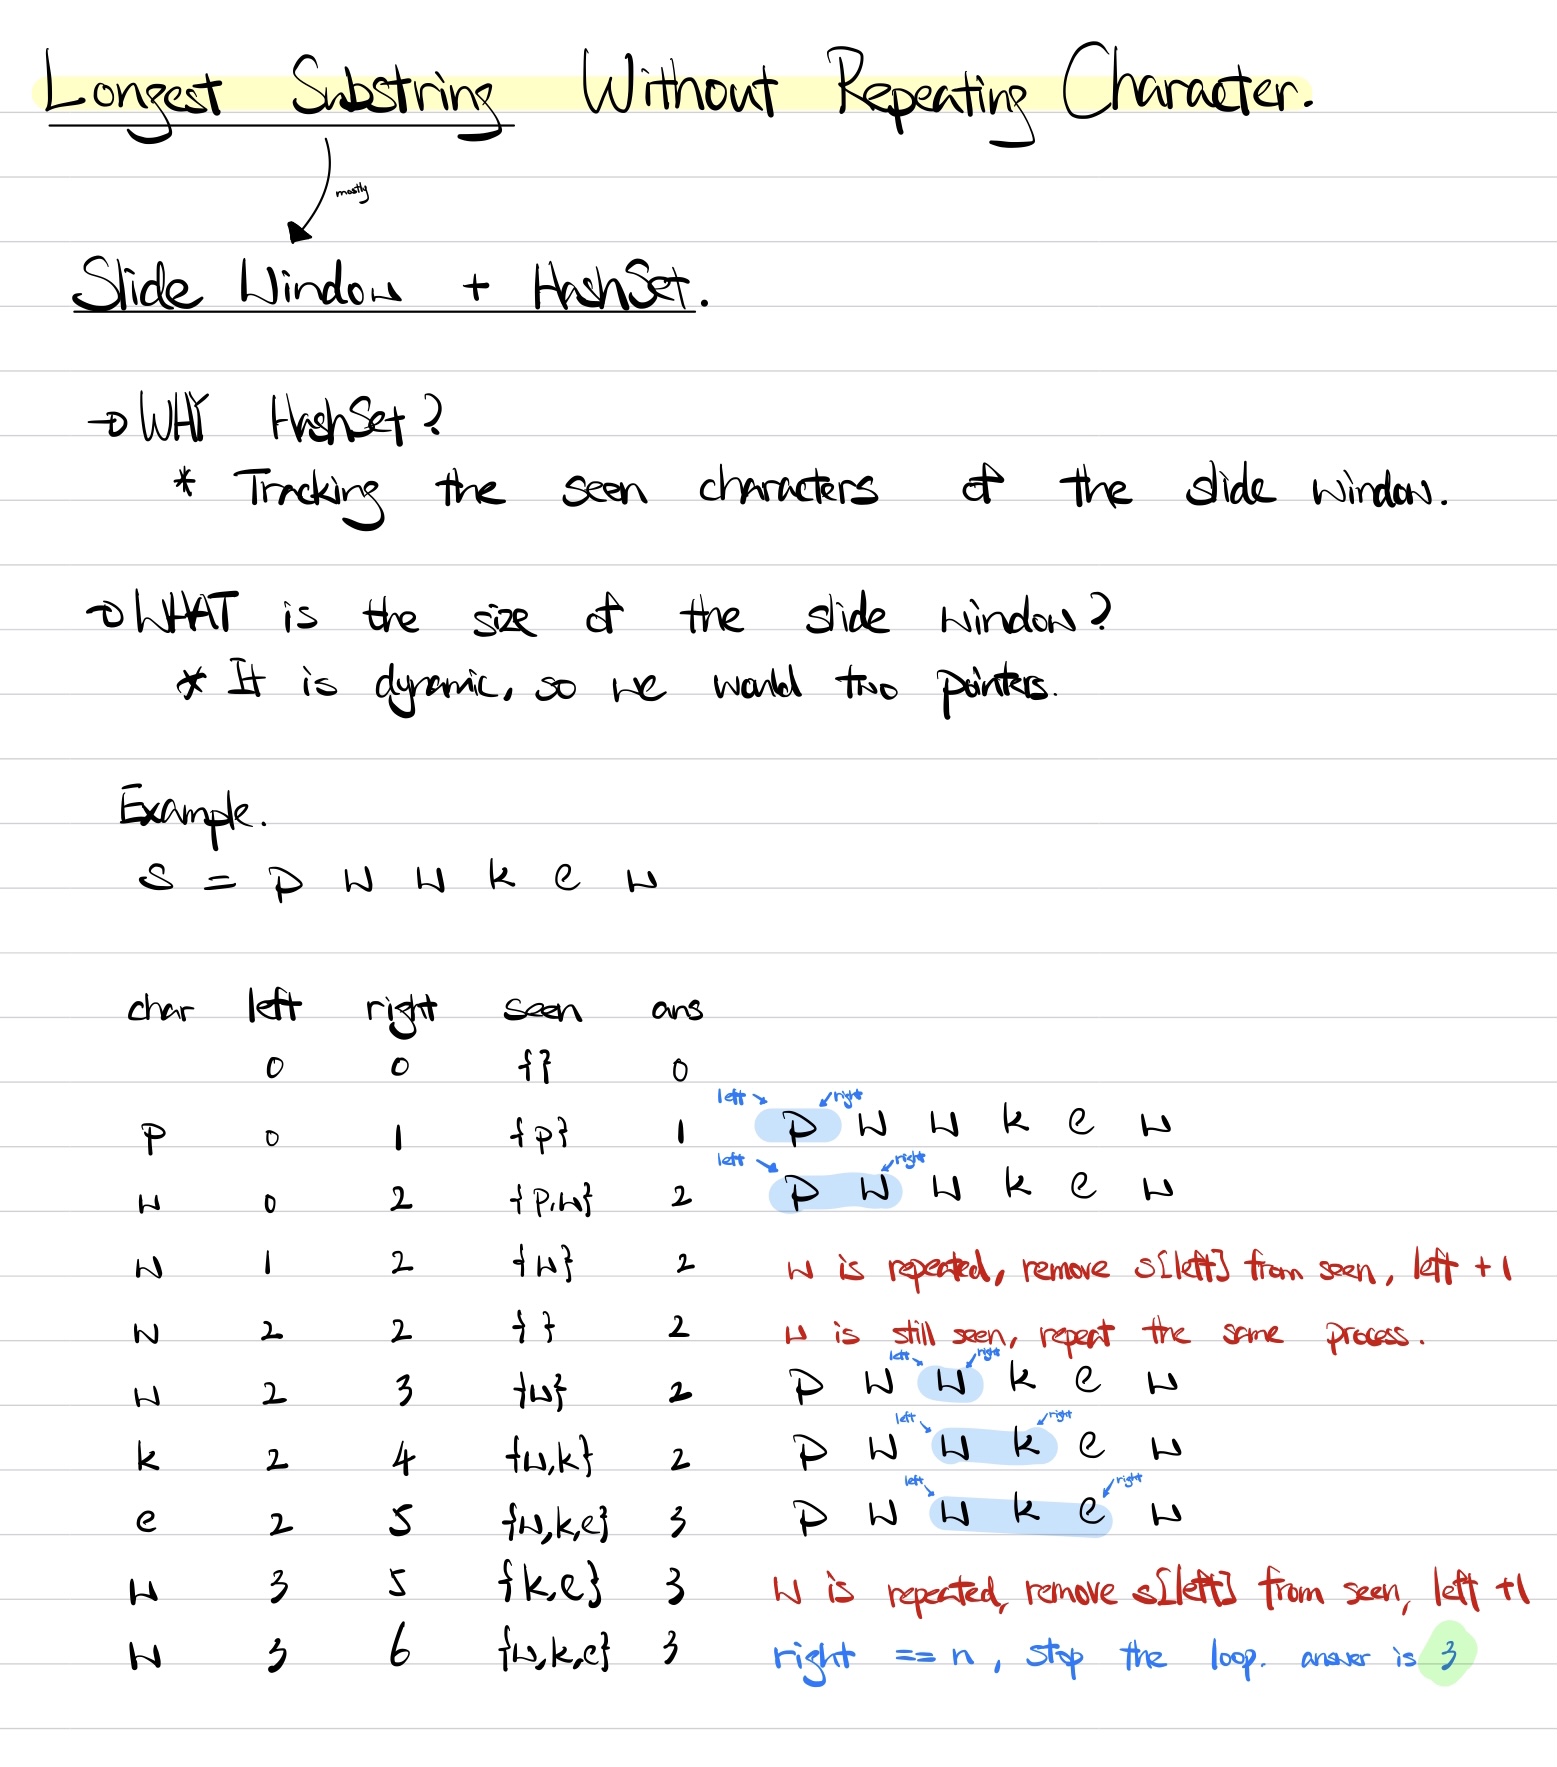 Longest Substring Without Repeating Character.
mostly
Slide Window + HashSet.
→ WHY HashSet?
* Tracking the seen characters of the slide window.
→ WHAT is the size of the slide window?
* It is dynamic, so we would two pointers.
Example.
s = p w w k e w
char left right seen ans
0 0 {} 0
left right
p 0 1 {p} 1 p w w k e w
left right
w 0 2 {p,w} 2 p w w k e w
w 1 2 {w} 2 w is repeated, remove s[left] from seen, left +1
w 2 2 { } 2 w is still seen, repeat the same process.
left right
w 2 3 {w} 2 p w w k e w
left right
k 2 4 {w,k} 2 p w w k e w
left right
e 2 5 {w,k,e} 3 p w w k e w
w 3 5 {k,e} 3 w is repeated, remove s[left] from seen, left +1
w 3 6 {w,k,e} 3 right == n, stop the loop. answer is 3